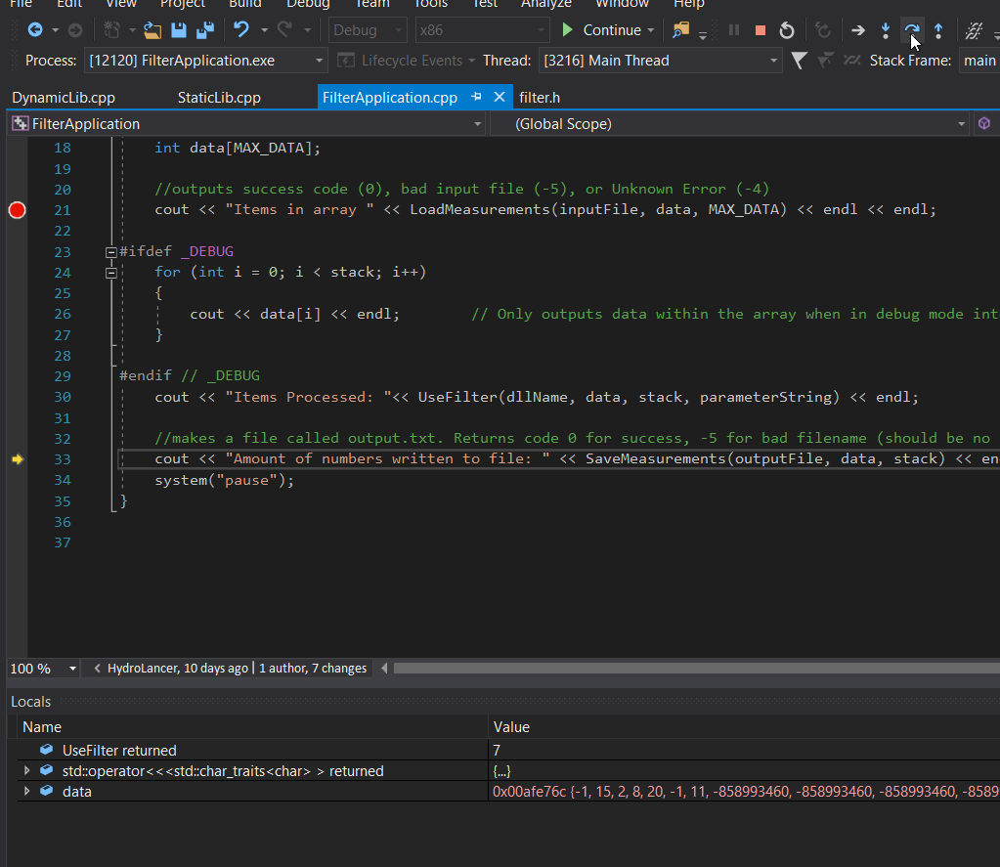 File Edit View Project Build Debug Team Tools Test Analyze Window Help
Debug x86 Continue
Process: [12120] FilterApplication.exe Lifecycle Events Thread: [3216] Main Thread Stack Frame: main
DynamicLib.cpp StaticLib.cpp FilterApplication.cpp filter.h
FilterApplication (Global Scope)
18 int data[MAX_DATA];
19
20 //outputs success code (0), bad input file (-5), or Unknown Error (-4)
21 cout << "Items in array " << LoadMeasurements(inputFile, data, MAX_DATA) << endl << endl;
22
23 #ifdef _DEBUG
24 for (int i = 0; i < stack; i++)
25 {
26 cout << data[i] << endl; // Only outputs data within the array when in debug mode int
27 }
28
29 #endif // _DEBUG
30 cout << "Items Processed: "<< UseFilter(dllName, data, stack, parameterString) << endl;
31
32 //makes a file called output.txt. Returns code 0 for success, -5 for bad filename (should be no
33 cout << "Amount of numbers written to file: " << SaveMeasurements(outputFile, data, stack) << en
34 system("pause");
35 }
36
37
100 % HydroLancer, 10 days ago | 1 author, 7 changes
Locals
Name Value
UseFilter returned 7
std::operator<<<std::char_traits<char> > returned {...}
data 0x00afe76c {-1, 15, 2, 8, 20, -1, 11, -858993460, -858993460, -858993460, -8589